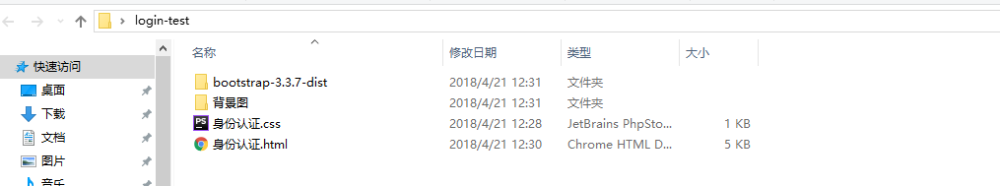 login-test
快速访问
桌面
下载
文档
图片
音乐
名称 修改日期 类型 大小
bootstrap-3.3.7-dist 2018/4/21 12:31 文件夹
背景图 2018/4/21 12:31 文件夹
身份认证.css 2018/4/21 12:28 JetBrains PhpSto... 1 KB
身份认证.html 2018/4/21 12:30 Chrome HTML D... 5 KB